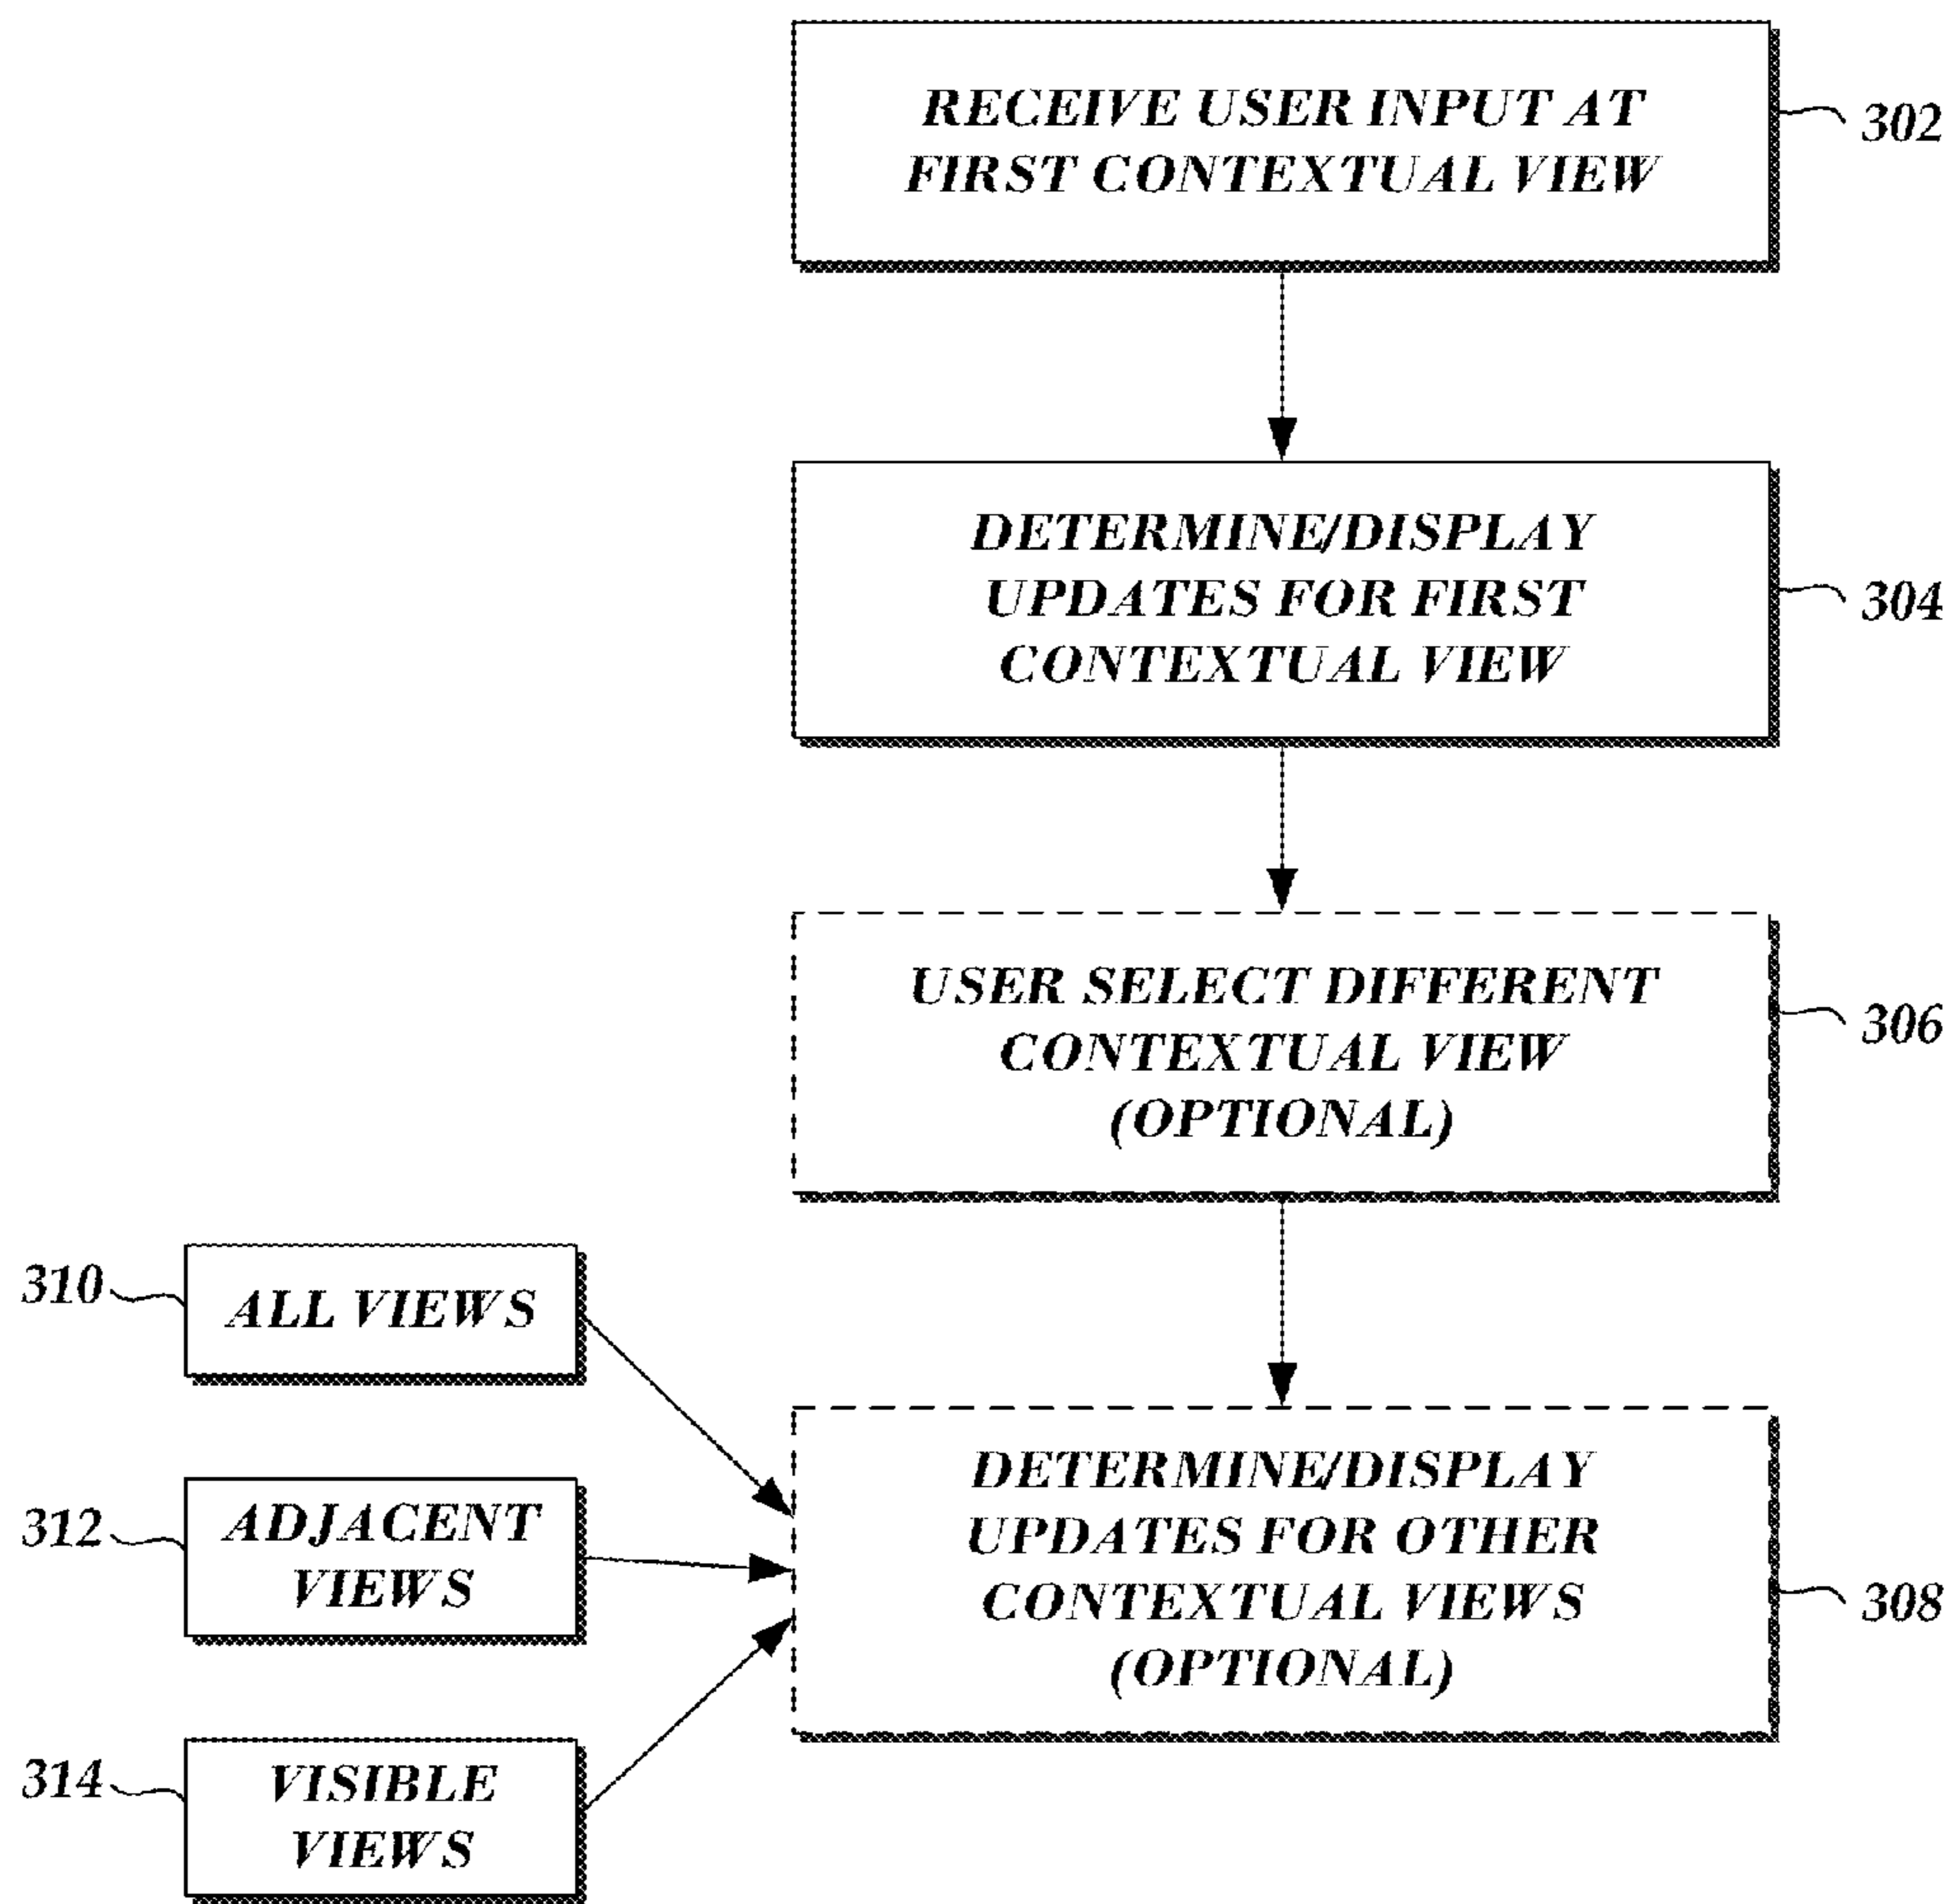 RECEIVE USER INPUT AT
FIRST CONTEXTUAL VIEW
302
DETERMINE/DISPLAY
UPDATES FOR FIRST
CONTEXTUAL VIEW
304
USER SELECT DIFFERENT
CONTEXTUAL VIEW
(OPTIONAL)
306
310
ALL VIEWS
312
ADJACENT
VIEWS
314
VISIBLE
VIEWS
DETERMINE/DISPLAY
UPDATES FOR OTHER
CONTEXTUAL VIEWS
(OPTIONAL)
308